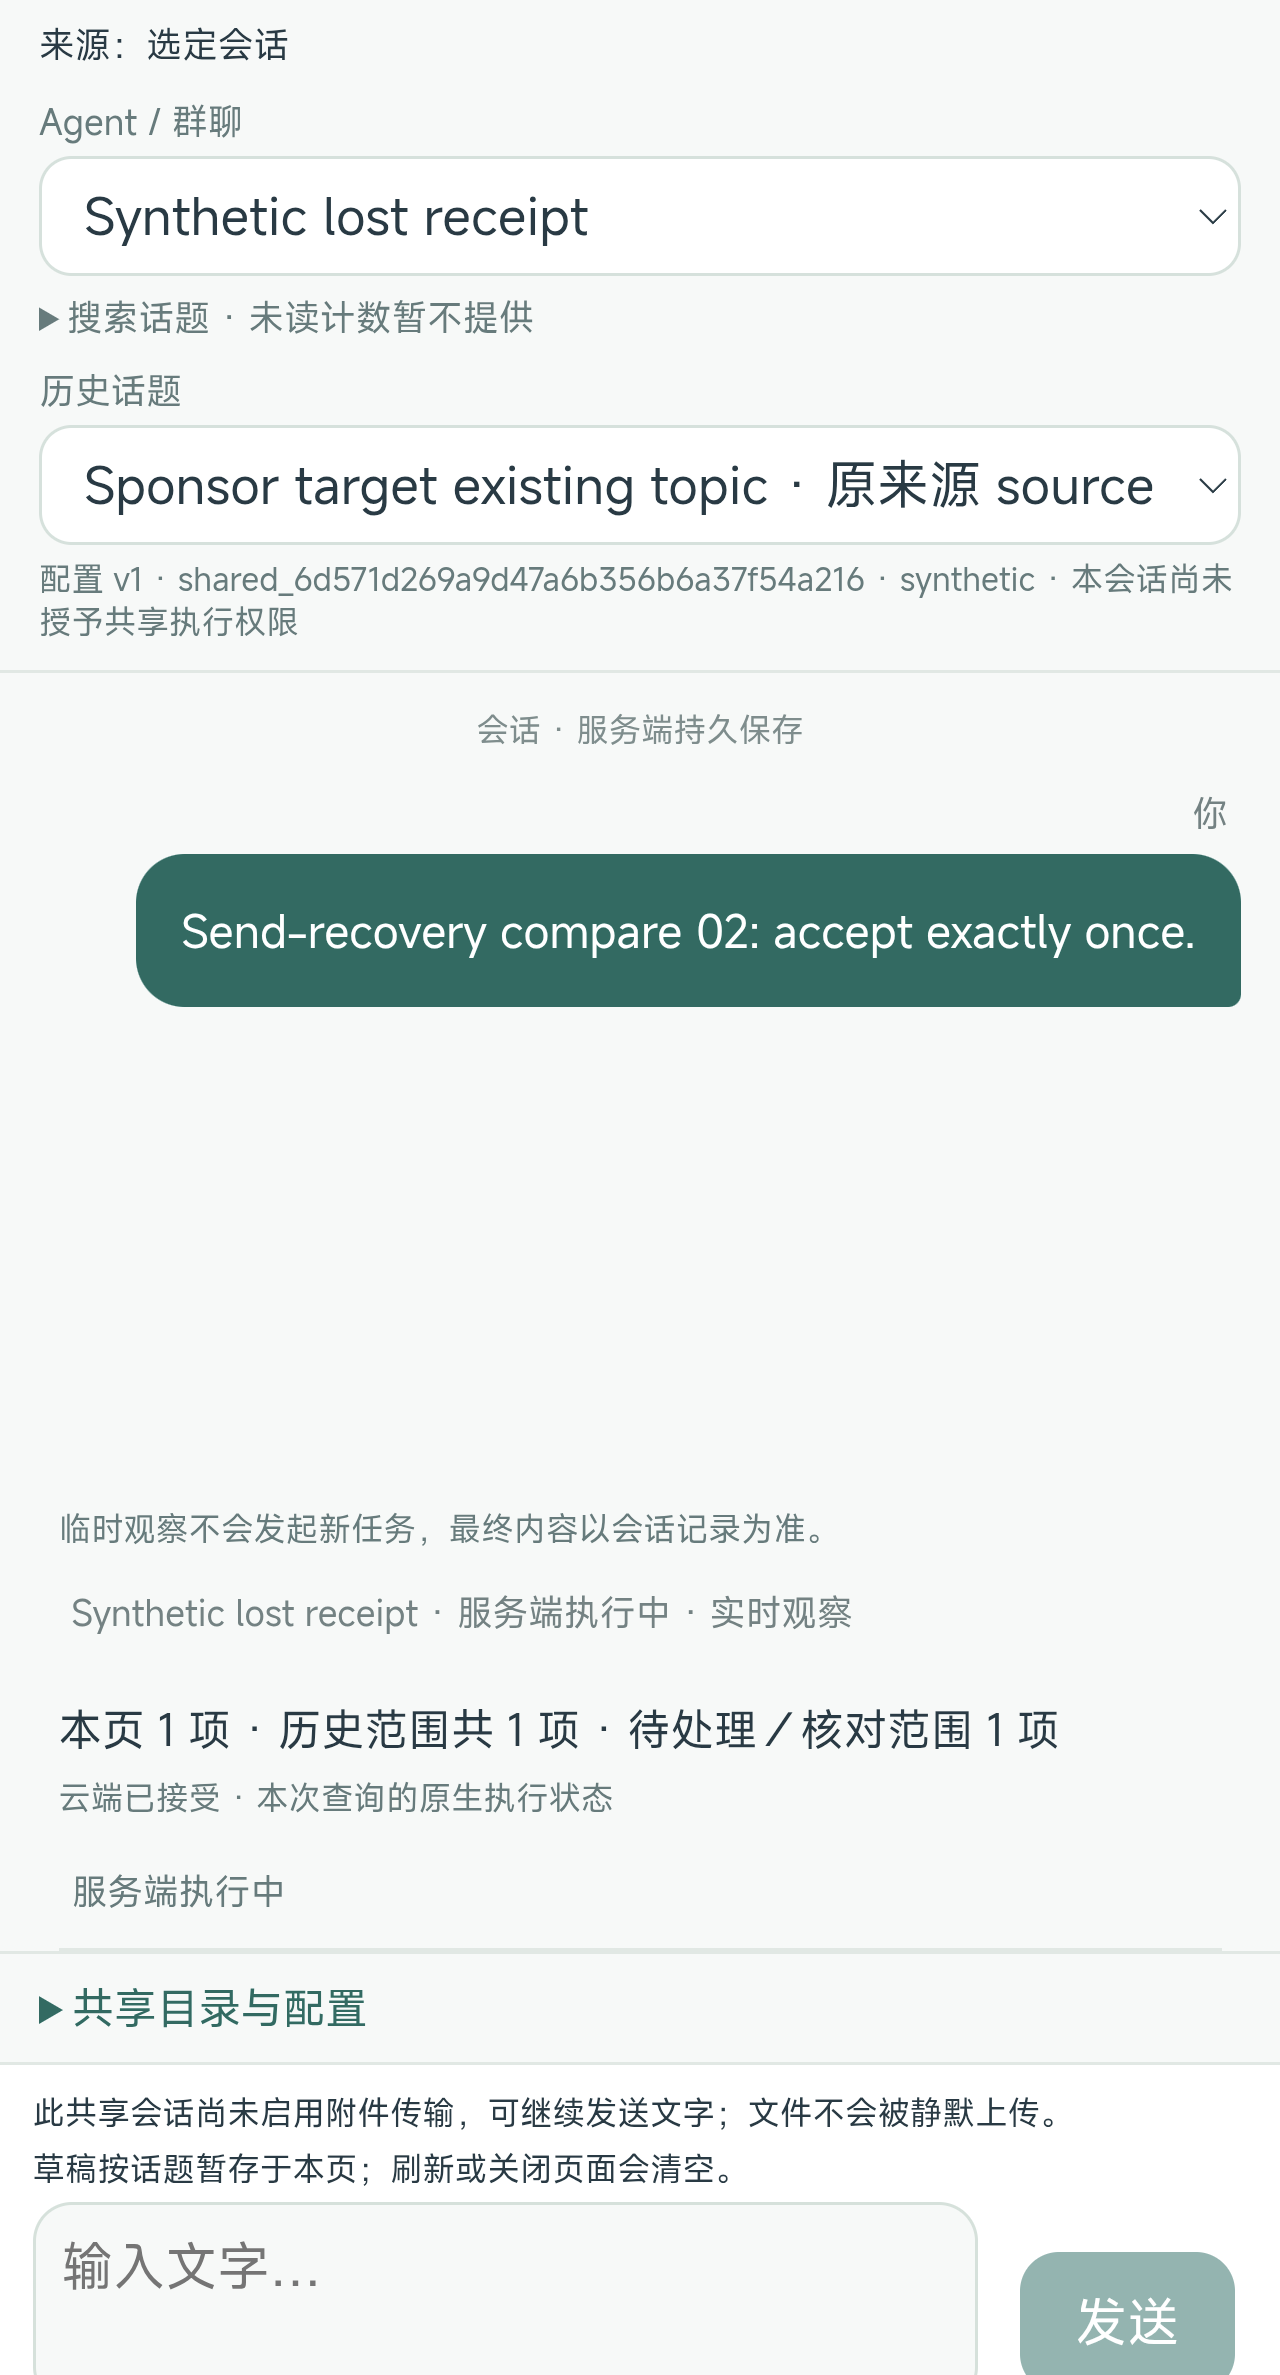 来源：选定会话
Agent / 群聊
Synthetic lost receipt
搜索话题 · 未读计数暂不提供
历史话题
Sponsor target existing topic · 原来源 source
配置 v1 · shared_6d571d269a9d47a6b356b6a37f54a216 · synthetic · 本会话尚未
授予共享执行权限
会话 · 服务端持久保存
你
Send-recovery compare 02: accept exactly once.
临时观察不会发起新任务，最终内容以会话记录为准。
Synthetic lost receipt · 服务端执行中 · 实时观察
本页 1 项 · 历史范围共 1 项 · 待处理／核对范围 1 项
云端已接受 · 本次查询的原生执行状态
服务端执行中
共享目录与配置
此共享会话尚未启用附件传输，可继续发送文字；文件不会被静默上传。
草稿按话题暂存于本页；刷新或关闭页面会清空。
输入文字…
发送